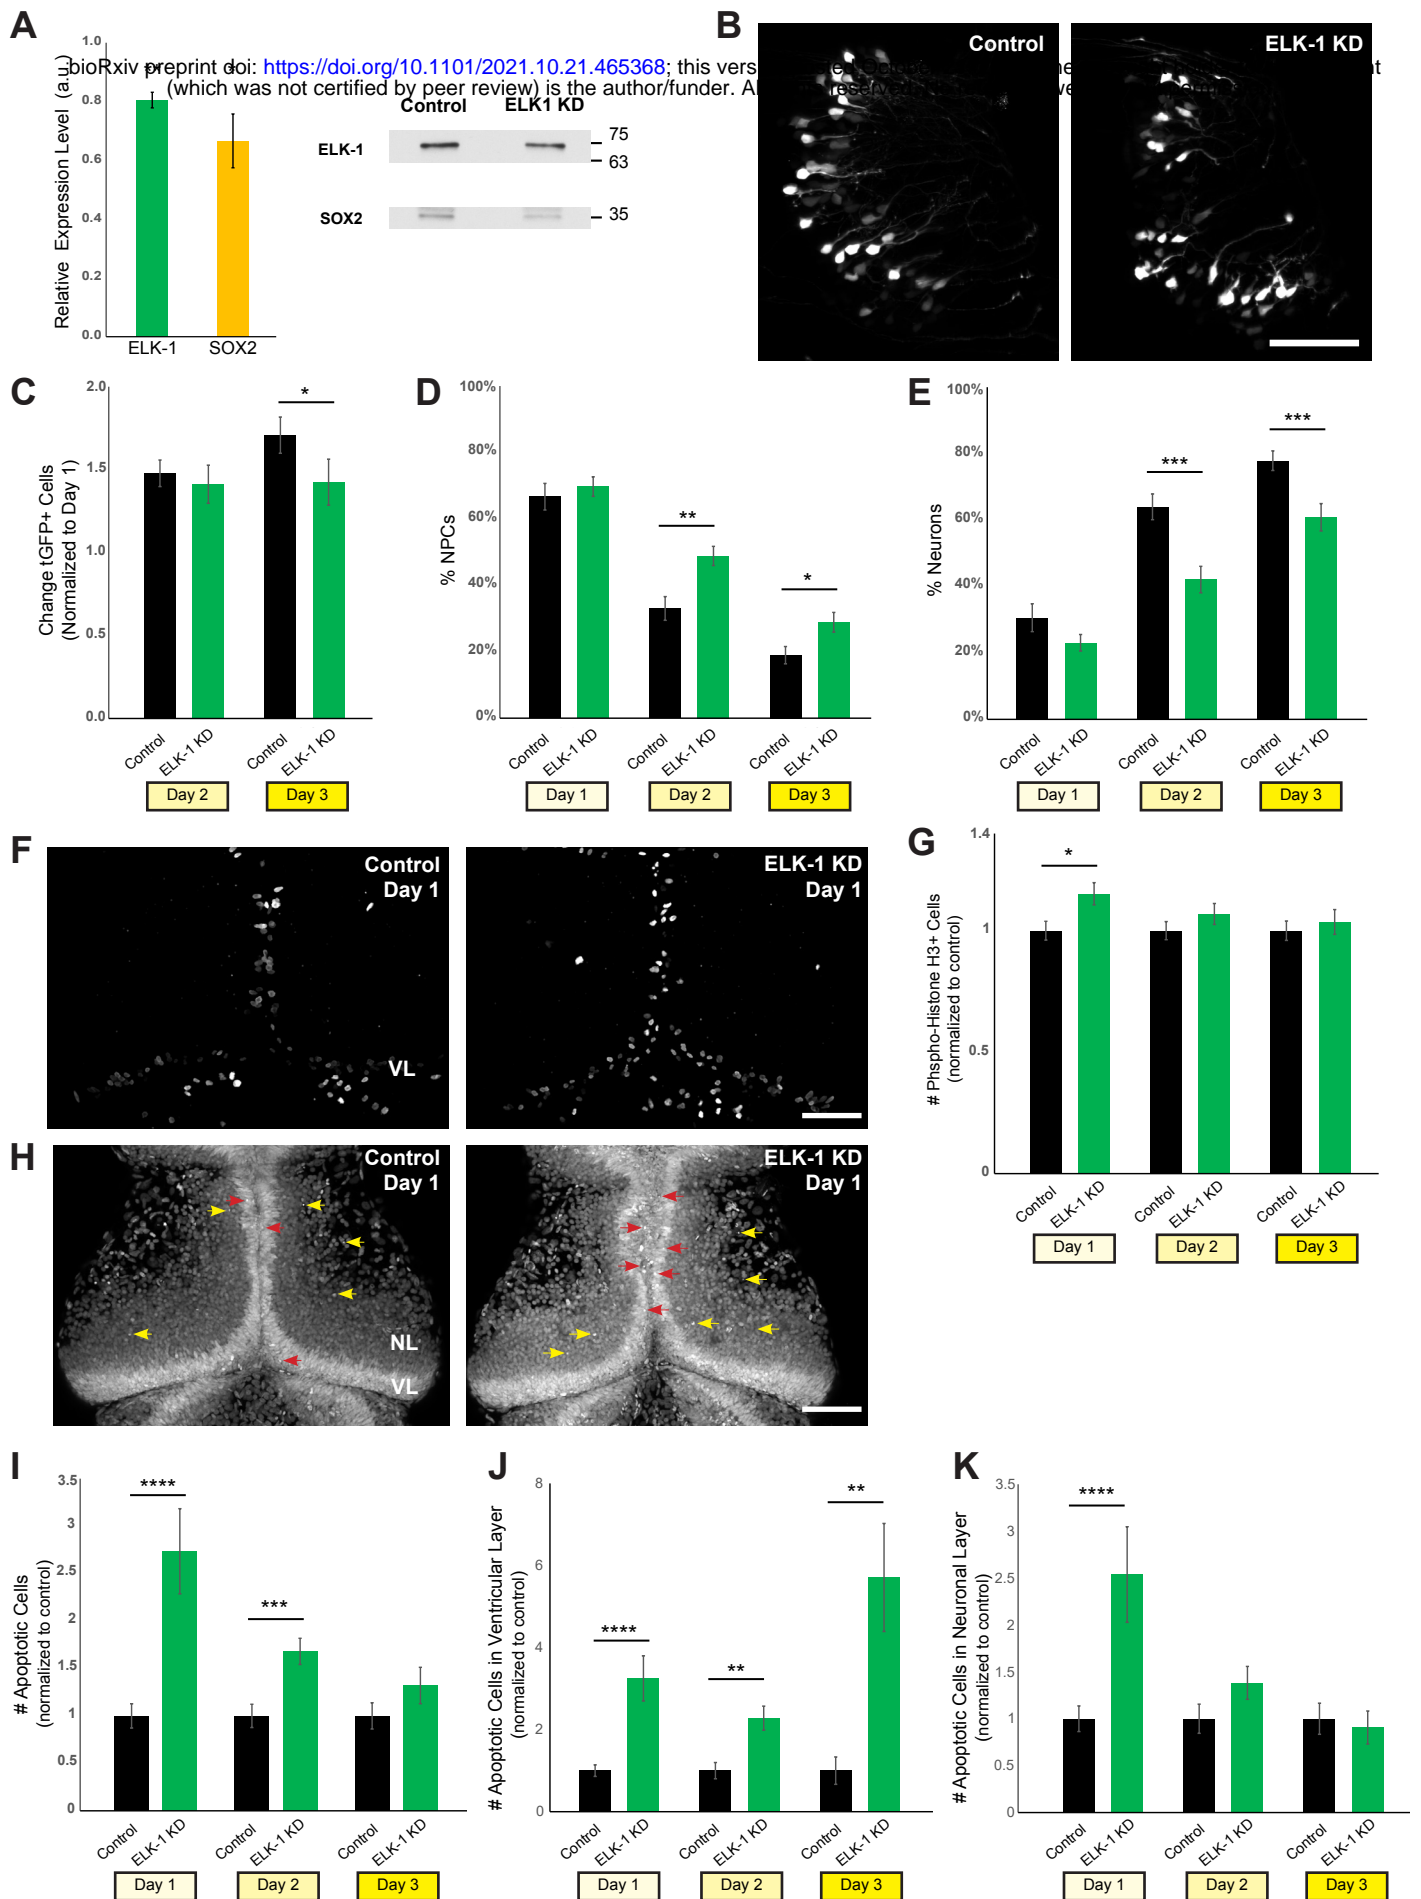 A
B
1.0
0.8
0.6
0.4
0.2
0.0
Relative Expression Level (a.u.)
ELK-1
SOX2
bioRxiv preprint doi: https://doi.org/10.1101/2021.10.21.465368; this vers
(which was not certified by peer review) is the author/funder. Al
Control
ELK1 KD
ELK-1
75
63
SOX2
35
Control
ELK-1 KD
C
2.0
1.5
1.0
0.5
0.0
Change tGFP+ Cells
(Normalized to Day 1)
*
Control
ELK-1 KD
Control
ELK-1 KD
Day 2
Day 3
D
100%
80%
60%
40%
20%
0%
% NPCs
**
*
Control
ELK-1 KD
Control
ELK-1 KD
Control
ELK-1 KD
Day 1
Day 2
Day 3
E
100%
80%
60%
40%
20%
0%
% Neurons
***
***
Control
ELK-1 KD
Control
ELK-1 KD
Control
ELK-1 KD
Day 1
Day 2
Day 3
F
Control
Day 1
VL
ELK-1 KD
Day 1
G
1.4
1
0.5
0
# Phspho-Histone H3+ Cells
(normalized to control)
*
Control
ELK-1 KD
Control
ELK-1 KD
Control
ELK-1 KD
Day 1
Day 2
Day 3
H
Control
Day 1
NL
VL
ELK-1 KD
Day 1
I
3.5
3
2.5
2
1.5
1
0.5
0
# Apoptotic Cells
(normalized to control)
****
***
Control
ELK-1 KD
Control
ELK-1 KD
Control
ELK-1 KD
Day 1
Day 2
Day 3
J
8
6
4
2
0
# Apoptotic Cells in Ventricular Layer
(normalized to control)
****
**
**
Control
ELK-1 KD
Control
ELK-1 KD
Control
ELK-1 KD
Day 1
Day 2
Day 3
K
3.5
3
2.5
2
1.5
1
0.5
0
# Apoptotic Cells in Neuronal Layer
(normalized to control)
****
Control
ELK-1 KD
Control
ELK-1 KD
Control
ELK-1 KD
Day 1
Day 2
Day 3